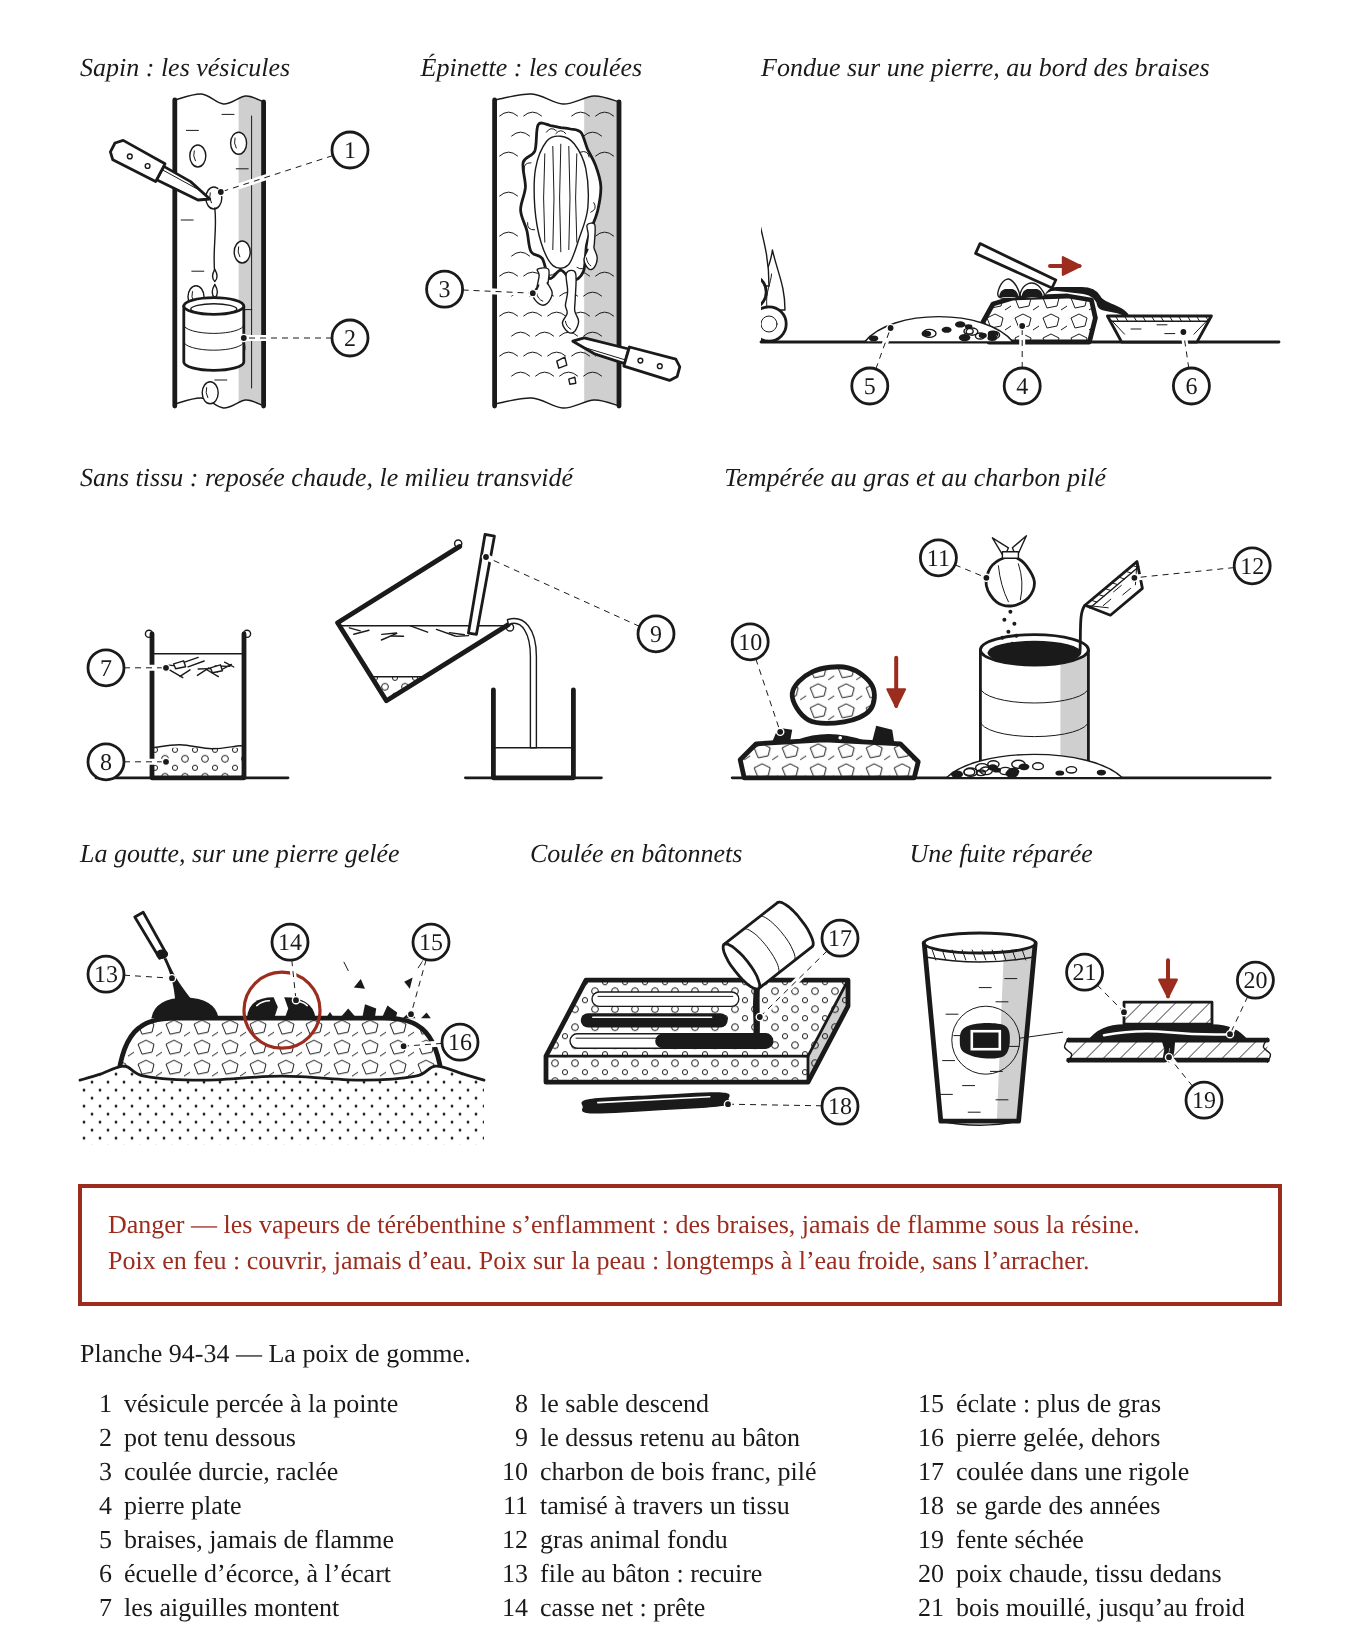 Sapin : les vésicules
Épinette : les coulées
Fondue sur une pierre, au bord des braises
1
2
3
4
5
6
Sans tissu : reposée chaude, le milieu transvidé
Tempérée au gras et au charbon pilé
7
8
9
10
11
12
La goutte, sur une pierre gelée
Coulée en bâtonnets
Une fuite réparée
13
14
15
16
17
18
21
20
19
Danger — les vapeurs de térébenthine s’enflamment : des braises, jamais de flamme sous la résine.
Poix en feu : couvrir, jamais d’eau. Poix sur la peau : longtemps à l’eau froide, sans l’arracher.
Planche 94-34 — La poix de gomme.
1 vésicule percée à la pointe
2 pot tenu dessous
3 coulée durcie, raclée
4 pierre plate
5 braises, jamais de flamme
6 écuelle d’écorce, à l’écart
7 les aiguilles montent
8 le sable descend
9 le dessus retenu au bâton
10 charbon de bois franc, pilé
11 tamisé à travers un tissu
12 gras animal fondu
13 file au bâton : recuire
14 casse net : prête
15 éclate : plus de gras
16 pierre gelée, dehors
17 coulée dans une rigole
18 se garde des années
19 fente séchée
20 poix chaude, tissu dedans
21 bois mouillé, jusqu’au froid